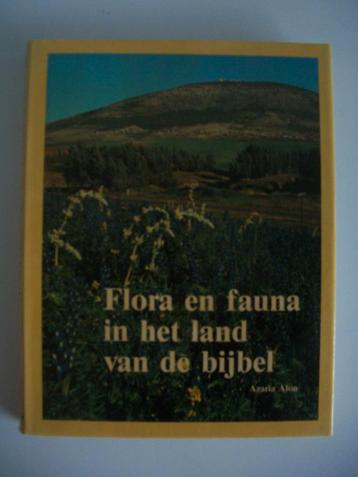 Flora en fauna
in het land
van de bijbel
Azaria Alon